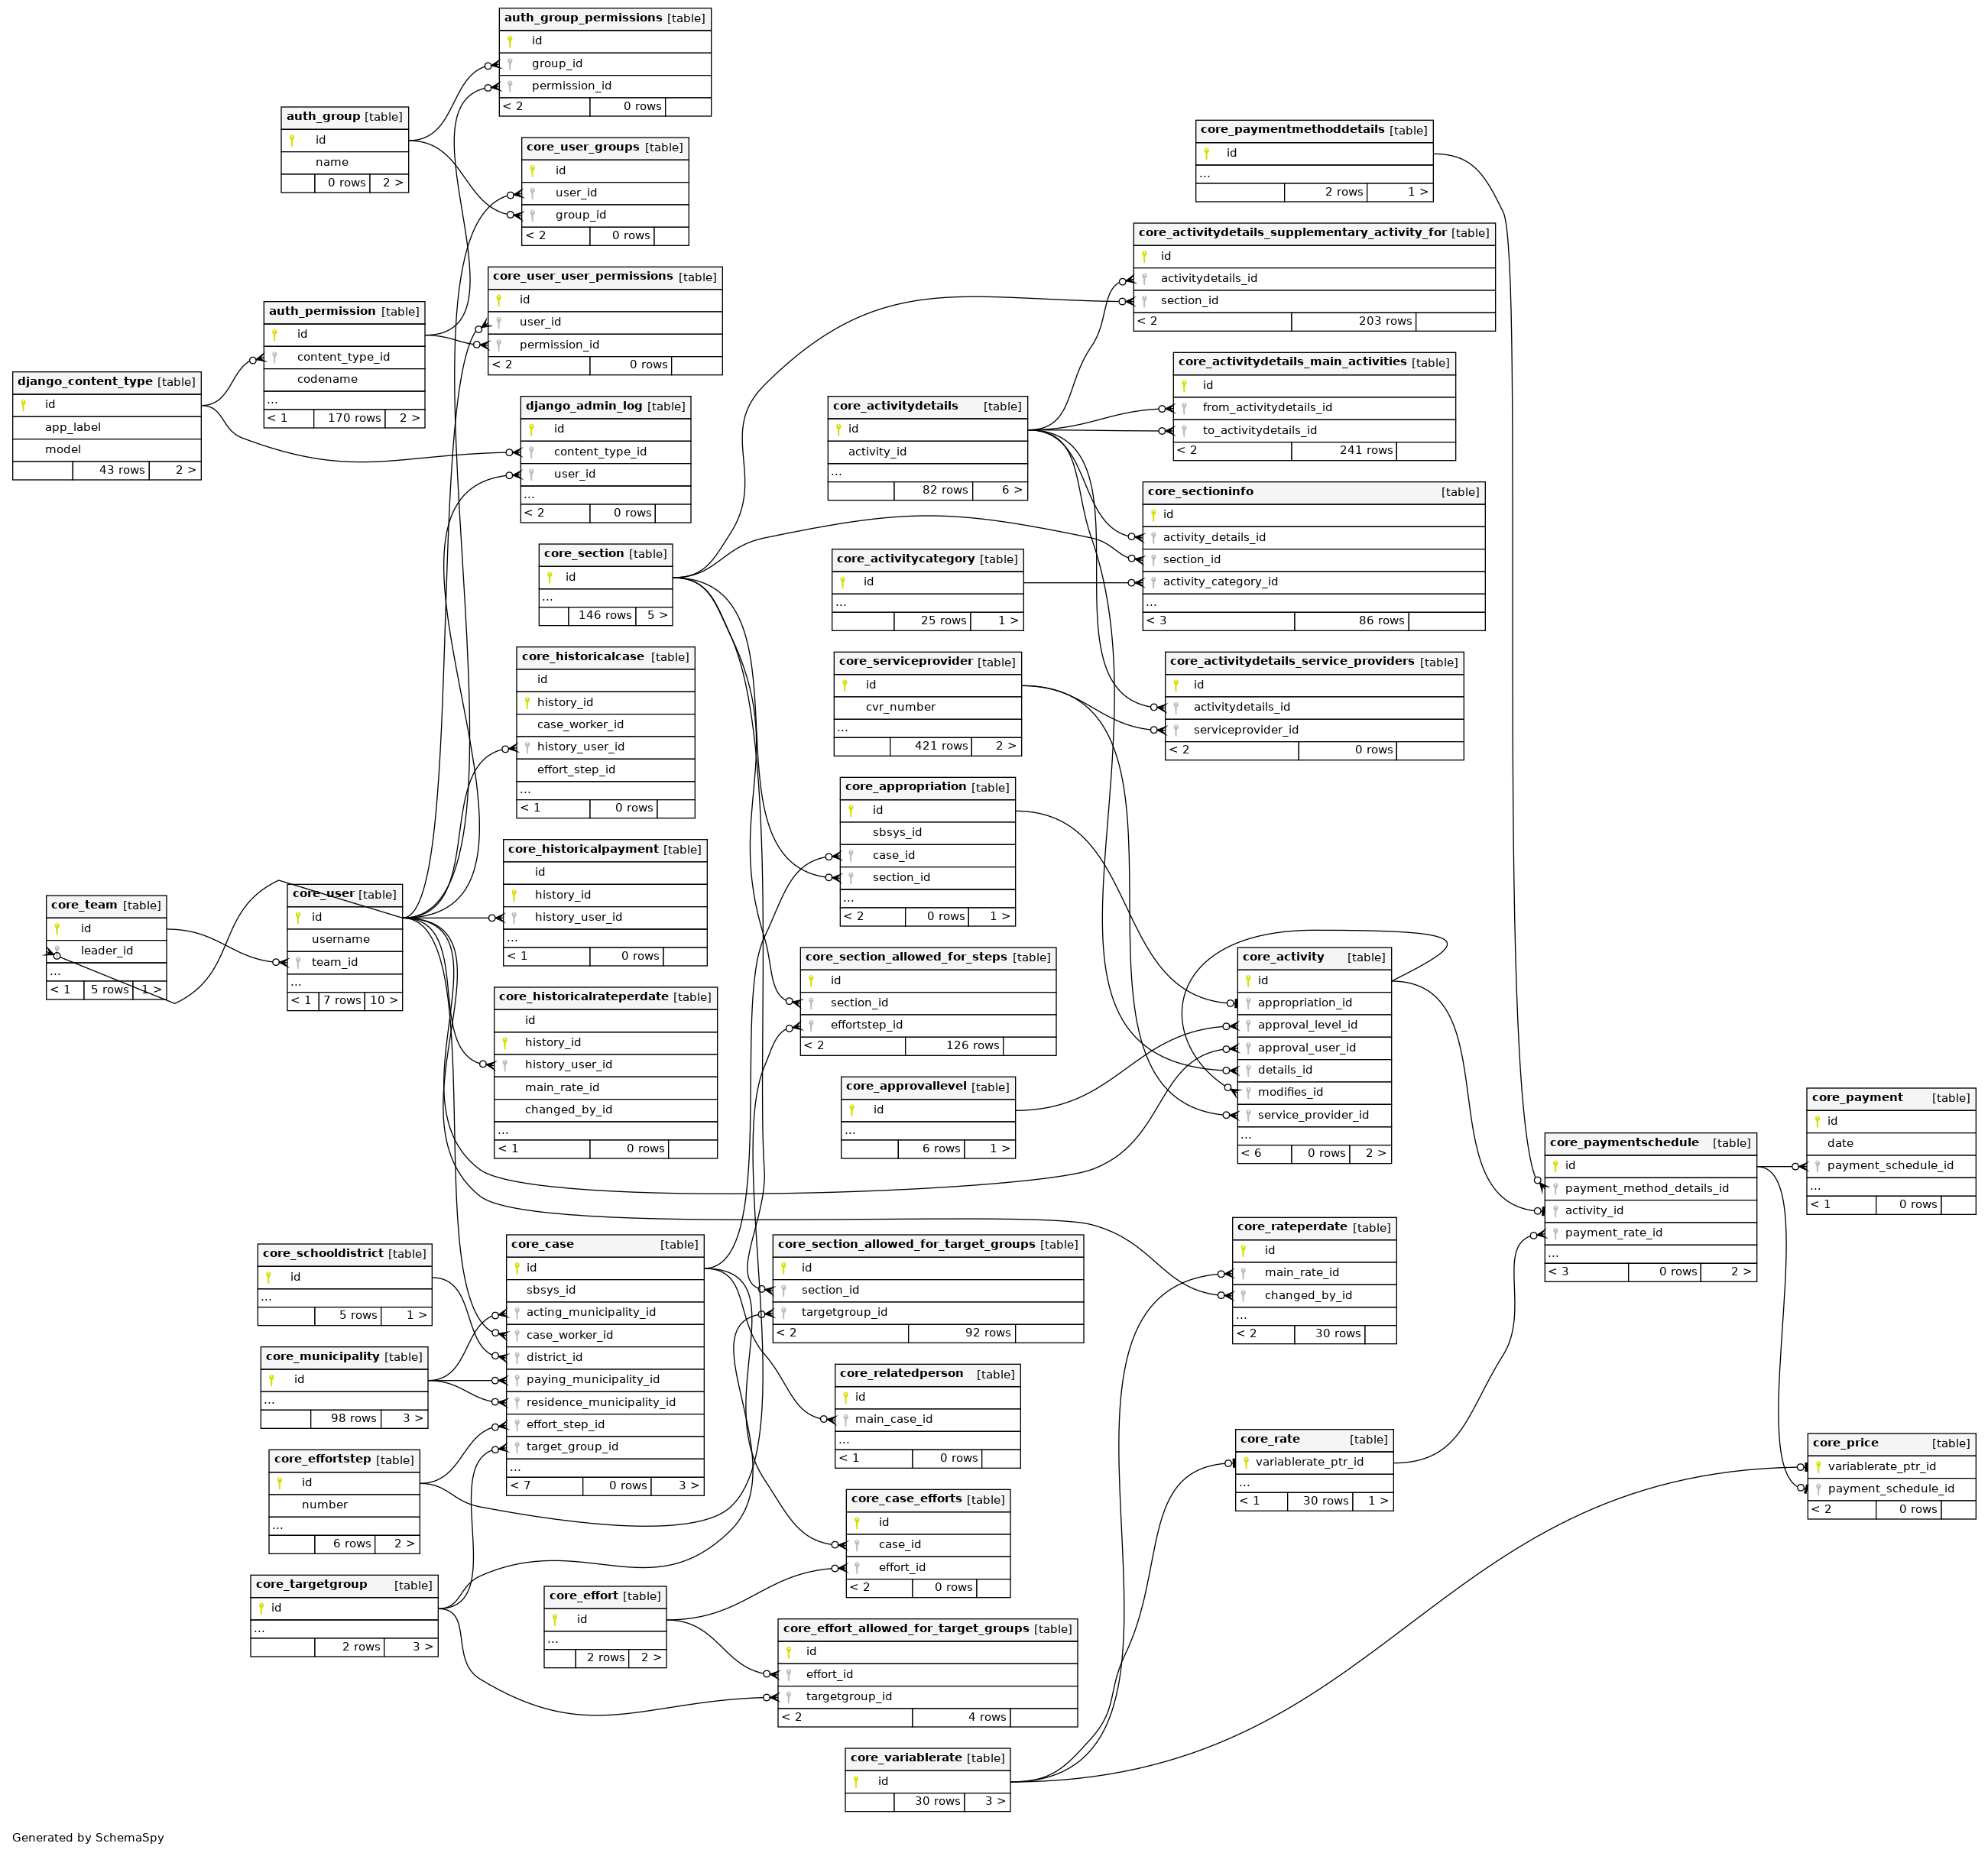 auth_group_permissions [table]
id
group_id
permission_id
< 2 0 rows
auth_group [table]
id
name
0 rows 2 >
core_user_groups [table]
id
user_id
group_id
< 2 0 rows
core_user_user_permissions [table]
id
user_id
permission_id
< 2 0 rows
auth_permission [table]
id
content_type_id
codename
...
< 1 170 rows 2 >
django_content_type [table]
id
app_label
model
43 rows 2 >
django_admin_log [table]
id
content_type_id
user_id
...
< 2 0 rows
core_section [table]
id
...
146 rows 5 >
core_historicalcase [table]
id
history_id
case_worker_id
history_user_id
effort_step_id
...
< 1 0 rows
core_historicalpayment [table]
id
history_id
history_user_id
...
< 1 0 rows
core_team [table]
id
leader_id
...
< 1 5 rows 1 >
core_user [table]
id
username
team_id
...
< 1 7 rows 10 >
core_historicalrateperdate [table]
id
history_id
history_user_id
main_rate_id
changed_by_id
...
< 1 0 rows
core_schooldistrict [table]
id
...
5 rows 1 >
core_municipality [table]
id
...
98 rows 3 >
core_effortstep [table]
id
number
...
6 rows 2 >
core_targetgroup [table]
id
...
2 rows 3 >
core_case [table]
id
sbsys_id
acting_municipality_id
case_worker_id
district_id
paying_municipality_id
residence_municipality_id
effort_step_id
target_group_id
...
< 7 0 rows 3 >
core_effort [table]
id
...
2 rows 2 >
core_activitydetails [table]
id
activity_id
...
82 rows 6 >
core_activitycategory [table]
id
...
25 rows 1 >
core_serviceprovider [table]
id
cvr_number
...
421 rows 2 >
core_appropriation [table]
id
sbsys_id
case_id
section_id
...
< 2 0 rows 1 >
core_section_allowed_for_steps [table]
id
section_id
effortstep_id
< 2 126 rows
core_approvallevel [table]
id
...
6 rows 1 >
core_section_allowed_for_target_groups [table]
id
section_id
targetgroup_id
< 2 92 rows
core_relatedperson [table]
id
main_case_id
...
< 1 0 rows
core_case_efforts [table]
id
case_id
effort_id
< 2 0 rows
core_effort_allowed_for_target_groups [table]
id
effort_id
targetgroup_id
< 2 4 rows
core_variablerate [table]
id
30 rows 3 >
core_paymentmethoddetails [table]
id
...
2 rows 1 >
core_activitydetails_supplementary_activity_for [table]
id
activitydetails_id
section_id
< 2 203 rows
core_activitydetails_main_activities [table]
id
from_activitydetails_id
to_activitydetails_id
< 2 241 rows
core_sectioninfo [table]
id
activity_details_id
section_id
activity_category_id
...
< 3 86 rows
core_activitydetails_service_providers [table]
id
activitydetails_id
serviceprovider_id
< 2 0 rows
core_activity [table]
id
appropriation_id
approval_level_id
approval_user_id
details_id
modifies_id
service_provider_id
...
< 6 0 rows 2 >
core_rateperdate [table]
id
main_rate_id
changed_by_id
...
< 2 30 rows
core_rate [table]
variablerate_ptr_id
...
< 1 30 rows 1 >
core_paymentschedule [table]
id
payment_method_details_id
activity_id
payment_rate_id
...
< 3 0 rows 2 >
core_payment [table]
id
date
payment_schedule_id
...
< 1 0 rows
core_price [table]
variablerate_ptr_id
payment_schedule_id
< 2 0 rows
Generated by SchemaSpy